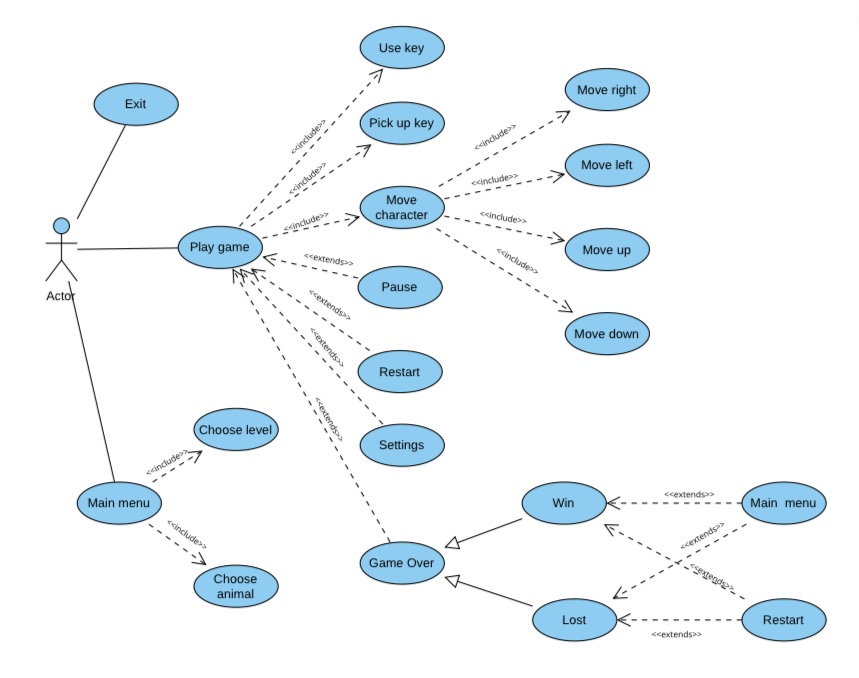 Use key
Exit
Pick up key
Move right
Move left
Move
character
Move up
Move down
Play game
Pause
Restart
Settings
Actor
Choose level
Main menu
Choose
animal
Game Over
Win
Lost
Main  menu
Restart
<<include>>
<<include>>
<<include>>
<<include>>
<<include>>
<<include>>
<<include>>
<<extends>>
<<extends>>
<<extends>>
<<extends>>
<<include>>
<<include>>
<<extends>>
<<extends>>
<<extends>>
<<extends>>